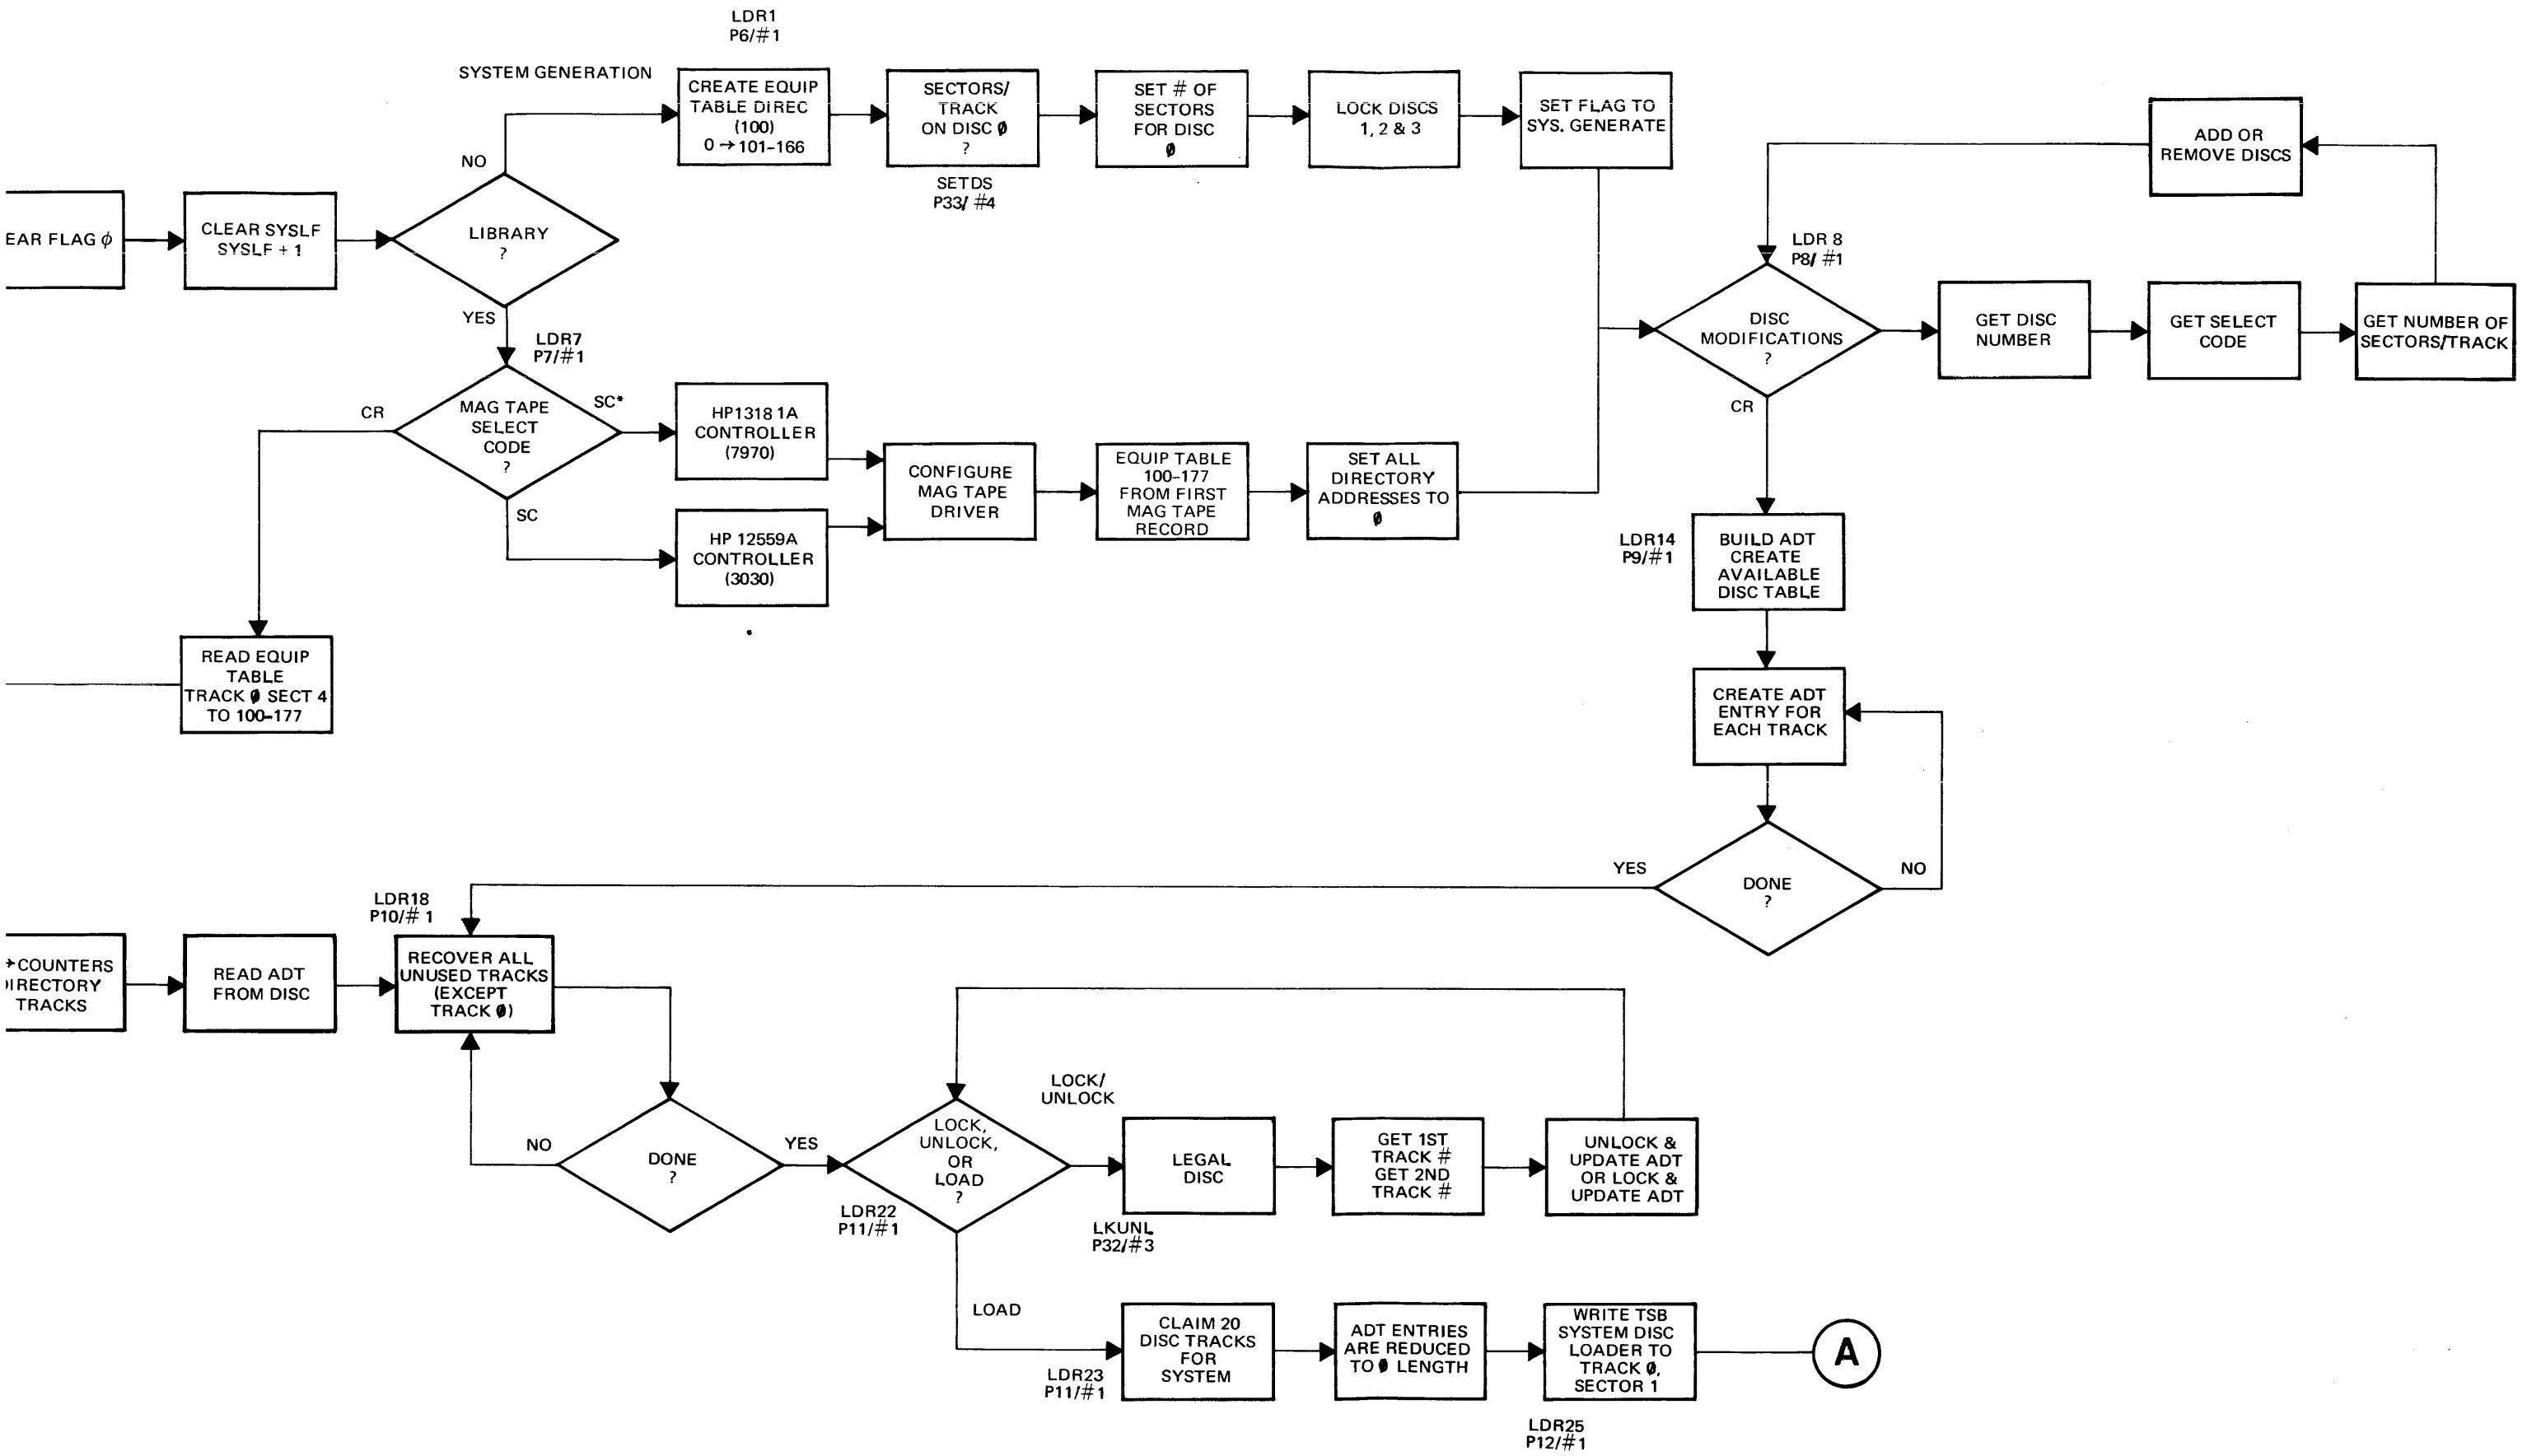 LDR1
P6/#1
SYSTEM GENERATION
CREATE EQUIP
TABLE DIREC
(100)
0→101-166
SECTORS/
TRACK
ON DISC Ø
?
SETDS
P33/ #4
SET # OF
SECTORS
FOR DISC
Ø
LOCK DISCS
1, 2 & 3
SET FLAG TO
SYS. GENERATE
ADD OR
REMOVE DISCS
NO
EAR FLAG ϕ
CLEAR SYSLF
SYSLF + 1
LIBRARY
?
YES
LDR 8
P8/ #1
DISC
MODIFICATIONS
?
GET DISC
NUMBER
GET SELECT
CODE
GET NUMBER OF
SECTORS/TRACK
CR
LDR7
P7/#1
CR
MAG TAPE
SELECT
CODE
?
SC*
SC
HP1318 1A
CONTROLLER
(7970)
HP 12559A
CONTROLLER
(3030)
CONFIGURE
MAG TAPE
DRIVER
EQUIP TABLE
100-177
FROM FIRST
MAG TAPE
RECORD
SET ALL
DIRECTORY
ADDRESSES TO
Ø
LDR14
P9/#1
BUILD ADT
CREATE
AVAILABLE
DISC TABLE
READ EQUIP
TABLE
TRACK Ø SECT 4
TO 100-177
CREATE ADT
ENTRY FOR
EACH TRACK
YES
DONE
?
NO
→COUNTERS
IRECTORY
TRACKS
READ ADT
FROM DISC
LDR18
P10/# 1
RECOVER ALL
UNUSED TRACKS
(EXCEPT
TRACK Ø)
NO
DONE
?
YES
LOCK,
UNLOCK,
OR
LOAD
?
LDR22
P11/#1
LOCK/
UNLOCK
LEGAL
DISC
LKUNL
P32/#3
GET 1ST
TRACK #
GET 2ND
TRACK #
UNLOCK &
UPDATE ADT
OR LOCK &
UPDATE ADT
LOAD
LDR23
P11/#1
CLAIM 20
DISC TRACKS
FOR
SYSTEM
ADT ENTRIES
ARE REDUCED
TO Ø LENGTH
WRITE TSB
SYSTEM DISC
LOADER TO
TRACK Ø,
SECTOR 1
LDR25
P12/#1
A